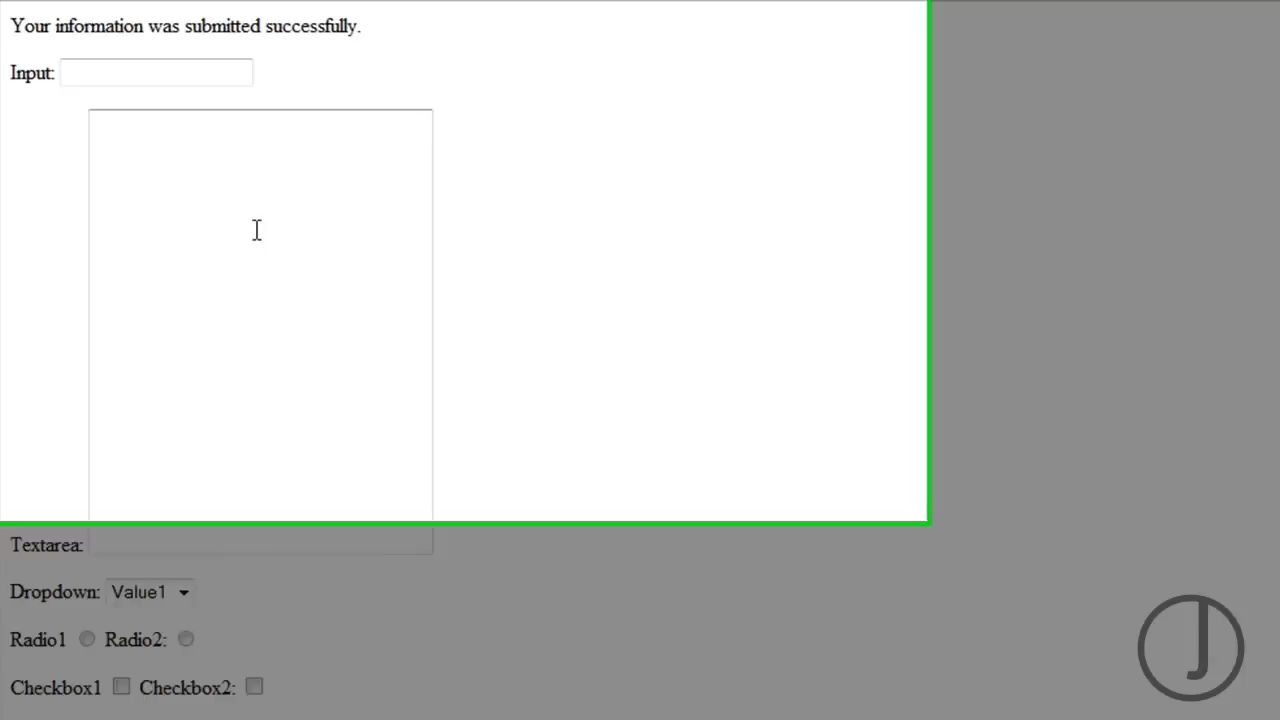 Your information was submitted successfully.
Input:
Textarea:
Dropdown: Value1
Radio1 Radio2:
Checkbox1 Checkbox2:
J